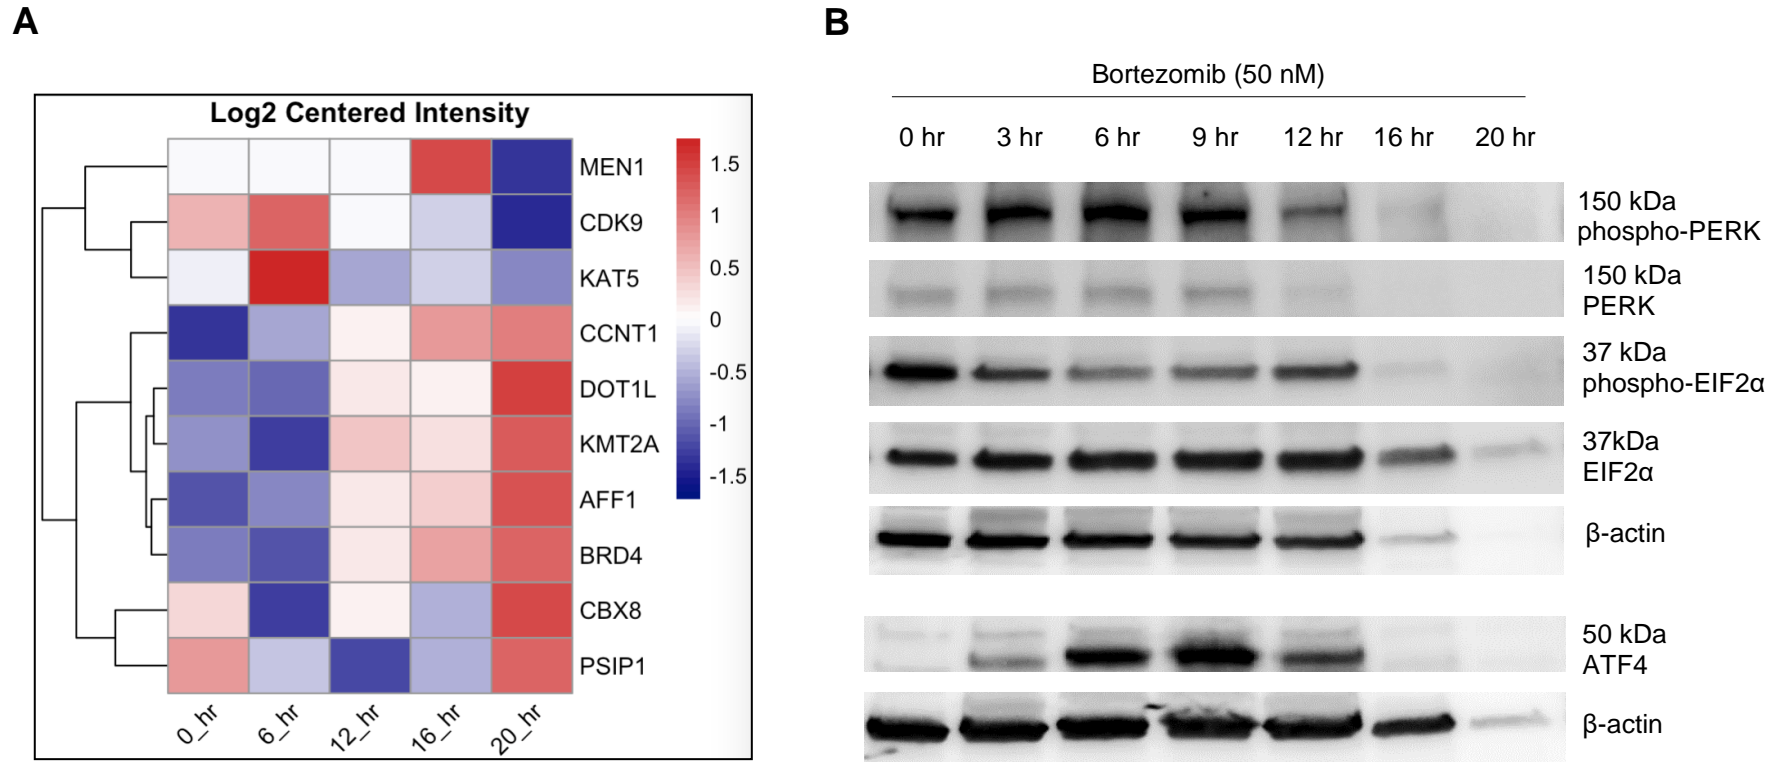 A
Log2 Centered Intensity
MEN1
CDK9
KAT5
CCNT1
DOT1L
KMT2A
AFF1
BRD4
CBX8
PSIP1
1.5
1
0.5
0
-0.5
-1
-1.5
0_hr
6_hr
12_hr
16_hr
20_hr
B
Bortezomib (50 nM)
0 hr 3 hr 6 hr 9 hr 12 hr 16 hr 20 hr
150 kDa
phospho-PERK
150 kDa
PERK
37 kDa
phospho-EIF2α
37kDa
EIF2α
β-actin
50 kDa
ATF4
β-actin